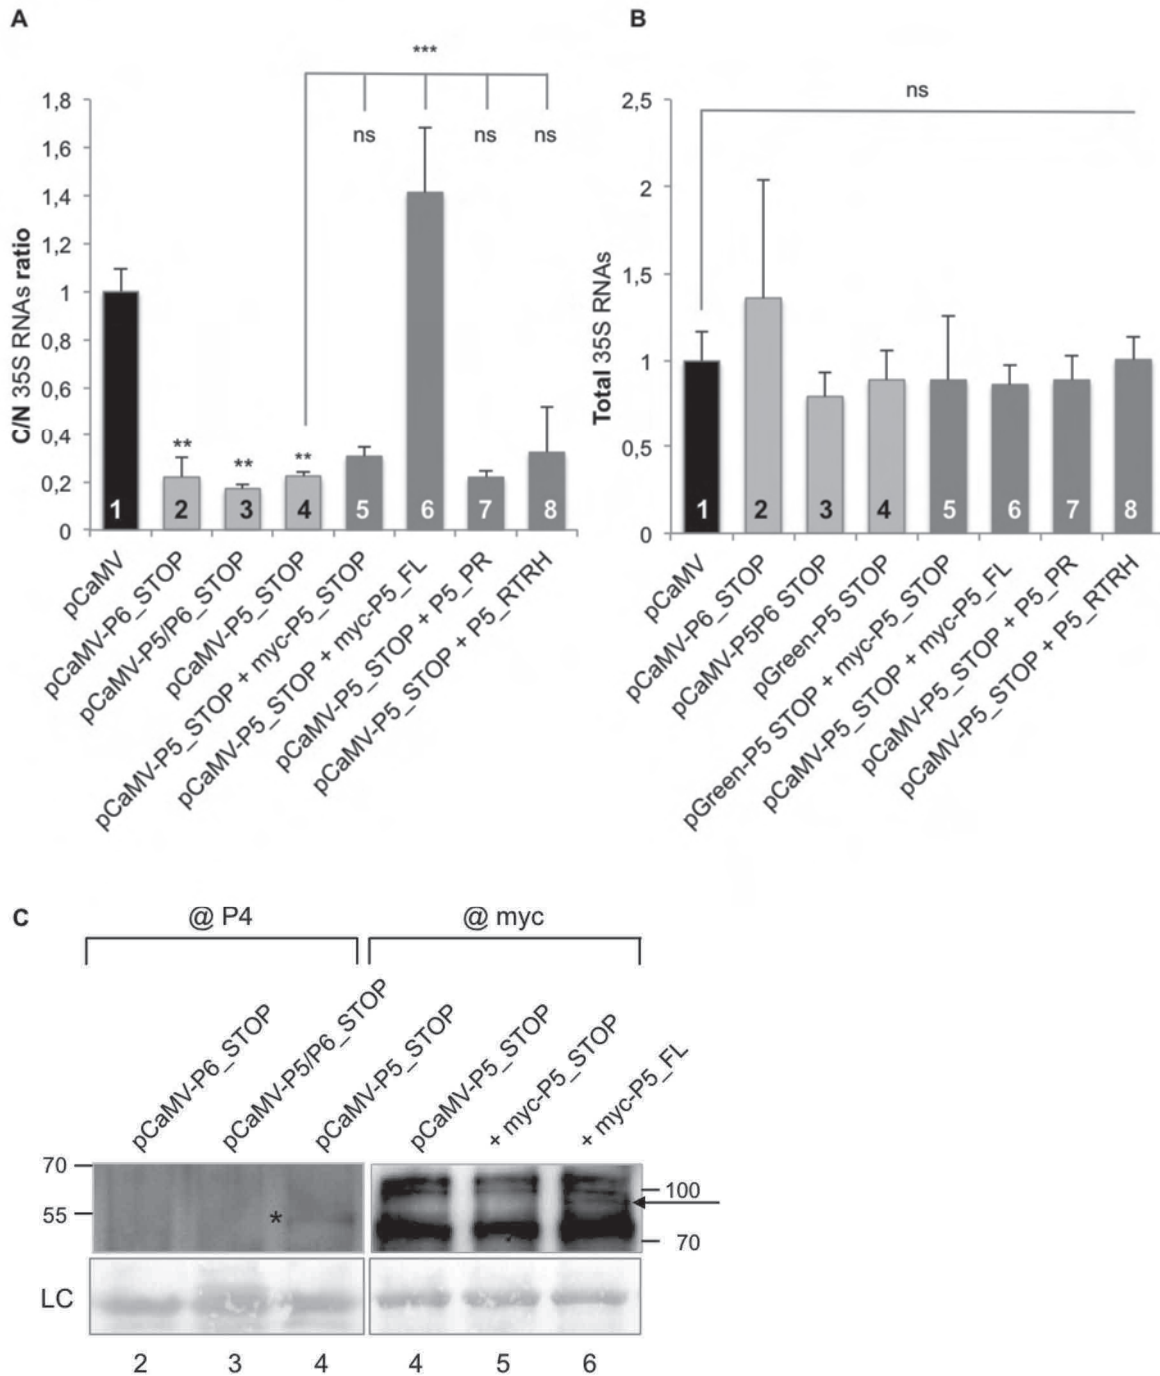 A
***
ns
ns
ns
C/N 35S RNAs ratio
1,8
1,6
1,4
1,2
1
0,8
0,6
0,4
0,2
0
**
**
**
1
2
3
4
5
6
7
8
pCaMV
pCaMV-P6_STOP
pCaMV-P5/P6_STOP
pCaMV-P5_STOP
pCaMV-P5_STOP + myc-P5_STOP
pCaMV-P5_STOP + myc-P5_FL
pCaMV-P5_STOP + P5_PR
pCaMV-P5_STOP + P5_RTRH
B
ns
Total 35S RNAs
2,5
2
1,5
1
0,5
0
1
2
3
4
5
6
7
8
pCaMV
pCaMV-P6_STOP
pCaMV-P5P6 STOP
pGreen-P5 STOP
pGreen-P5 STOP + myc-P5_STOP
pCaMV-P5_STOP + myc-P5_FL
pCaMV-P5_STOP + P5_PR
pCaMV-P5_STOP + P5_RTRH
C
@ P4
@ myc
pCaMV-P6_STOP
pCaMV-P5/P6_STOP
pCaMV-P5_STOP
pCaMV-P5_STOP
+ myc-P5_STOP
+ myc-P5_FL
70
55
*
100
70
LC
2
3
4
4
5
6